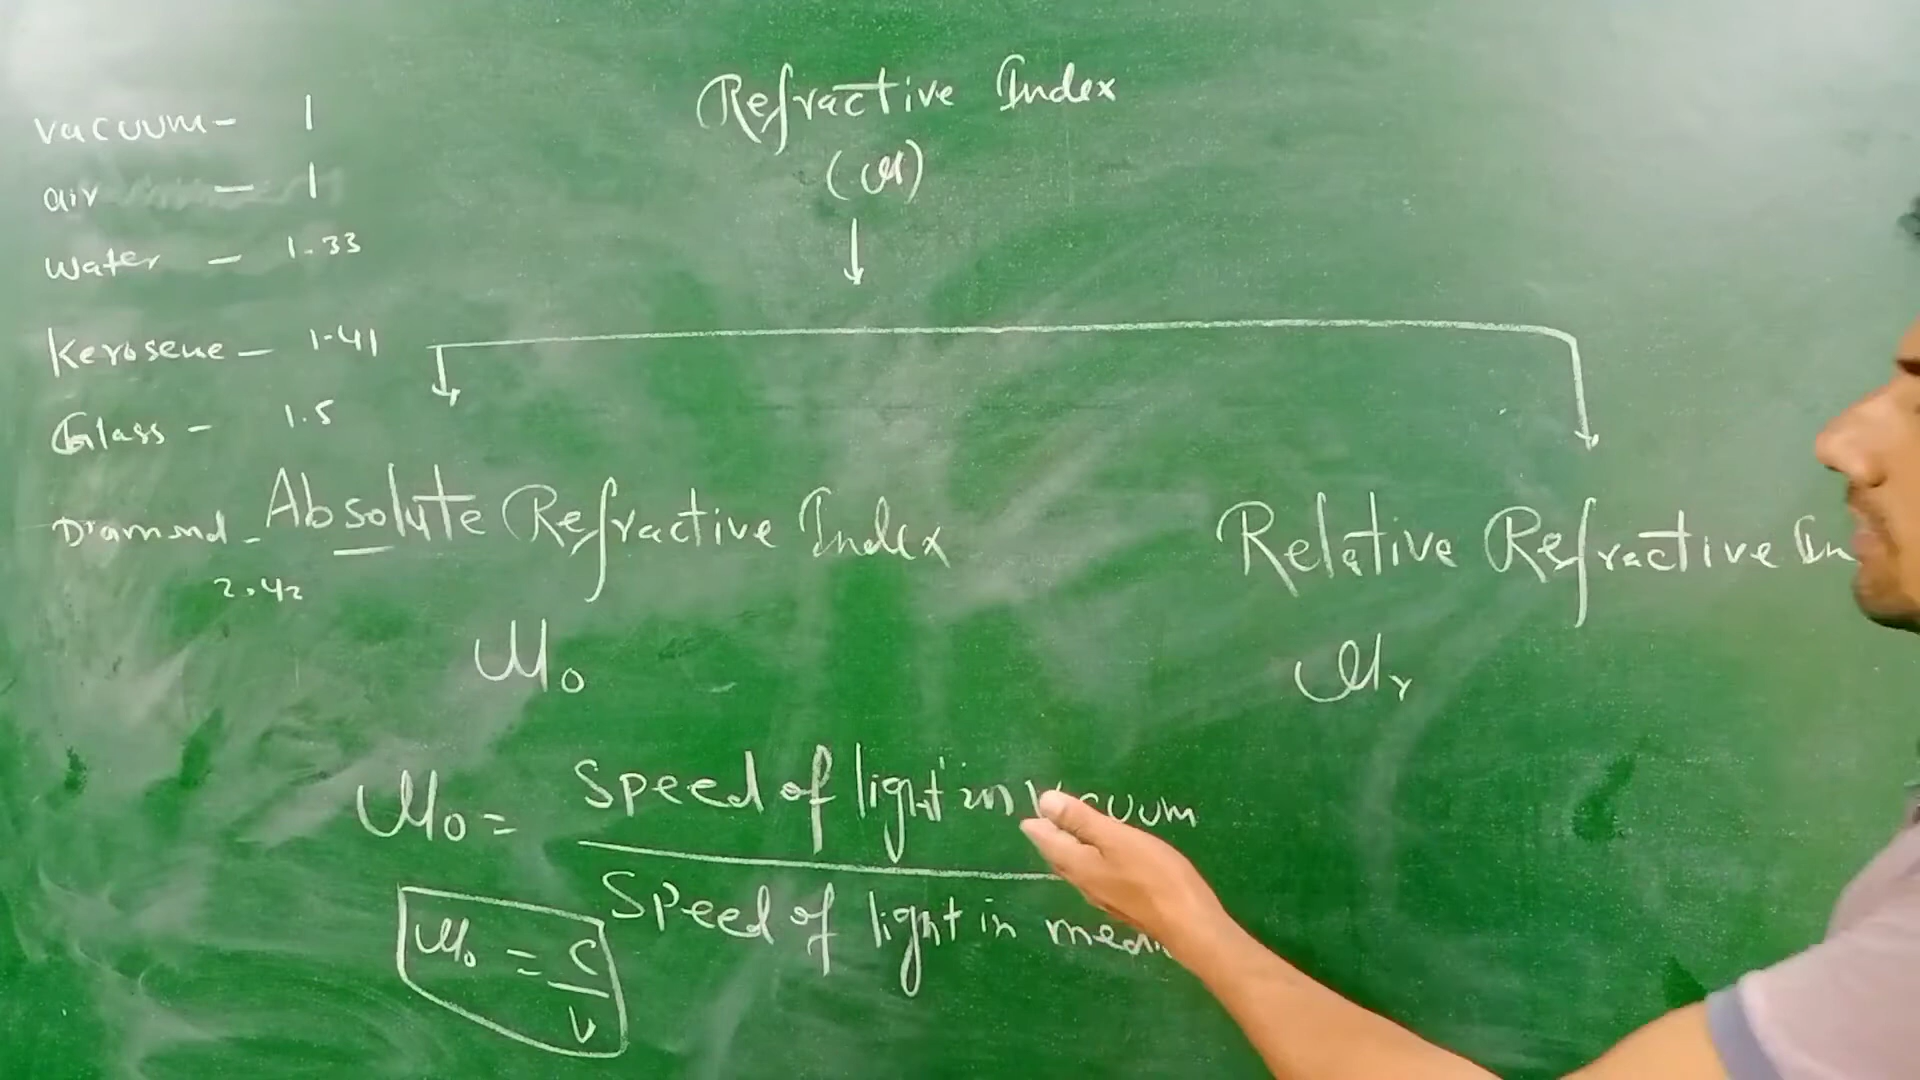 Refractive Index
(μ)
vacuum - 1
air - 1
water - 1.33
Kerosene - 1.41
Glass - 1.5
Diamond -
2.42
Absolute Refractive Index
μo
Relative Refractive In
μr
μo = Speed of light in vacuum
Speed of light in medi
μo = c
v